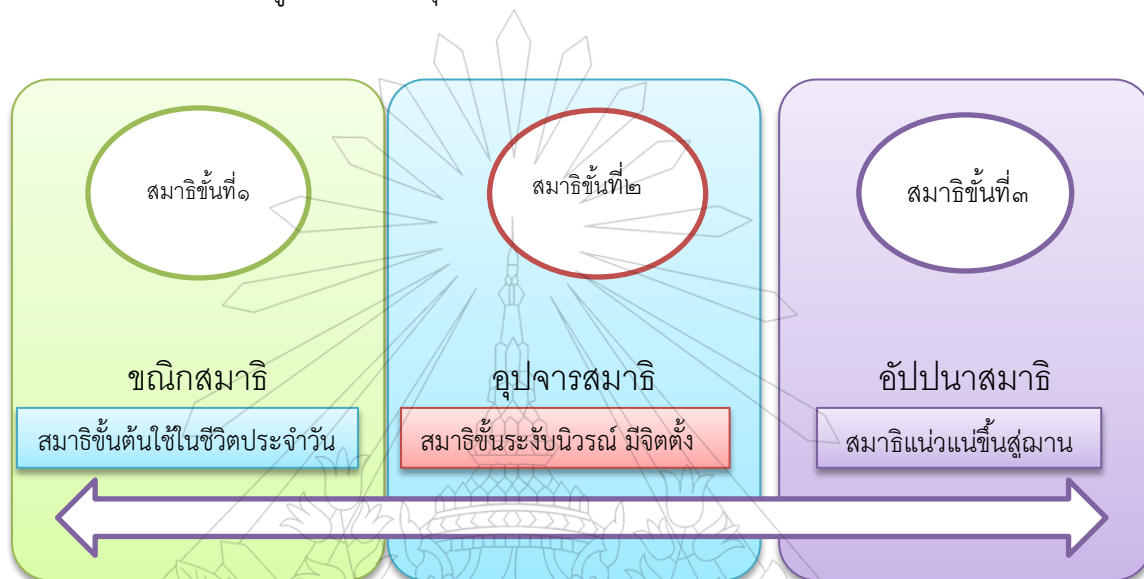 สมาธิขั้นที่๑
สมาธิขั้นที่๒
สมาธิขั้นที่๓
ขณิกสมาธิ
อุปจารสมาธิ
อัปปนาสมาธิ
สมาธิขั้นต้นใช้ในชีวิตประจำวัน
สมาธิขั้นระงับนิวรณ์ มีจิตตั้ง
สมาธิแน่วแน่ขึ้นสู่ฌาน